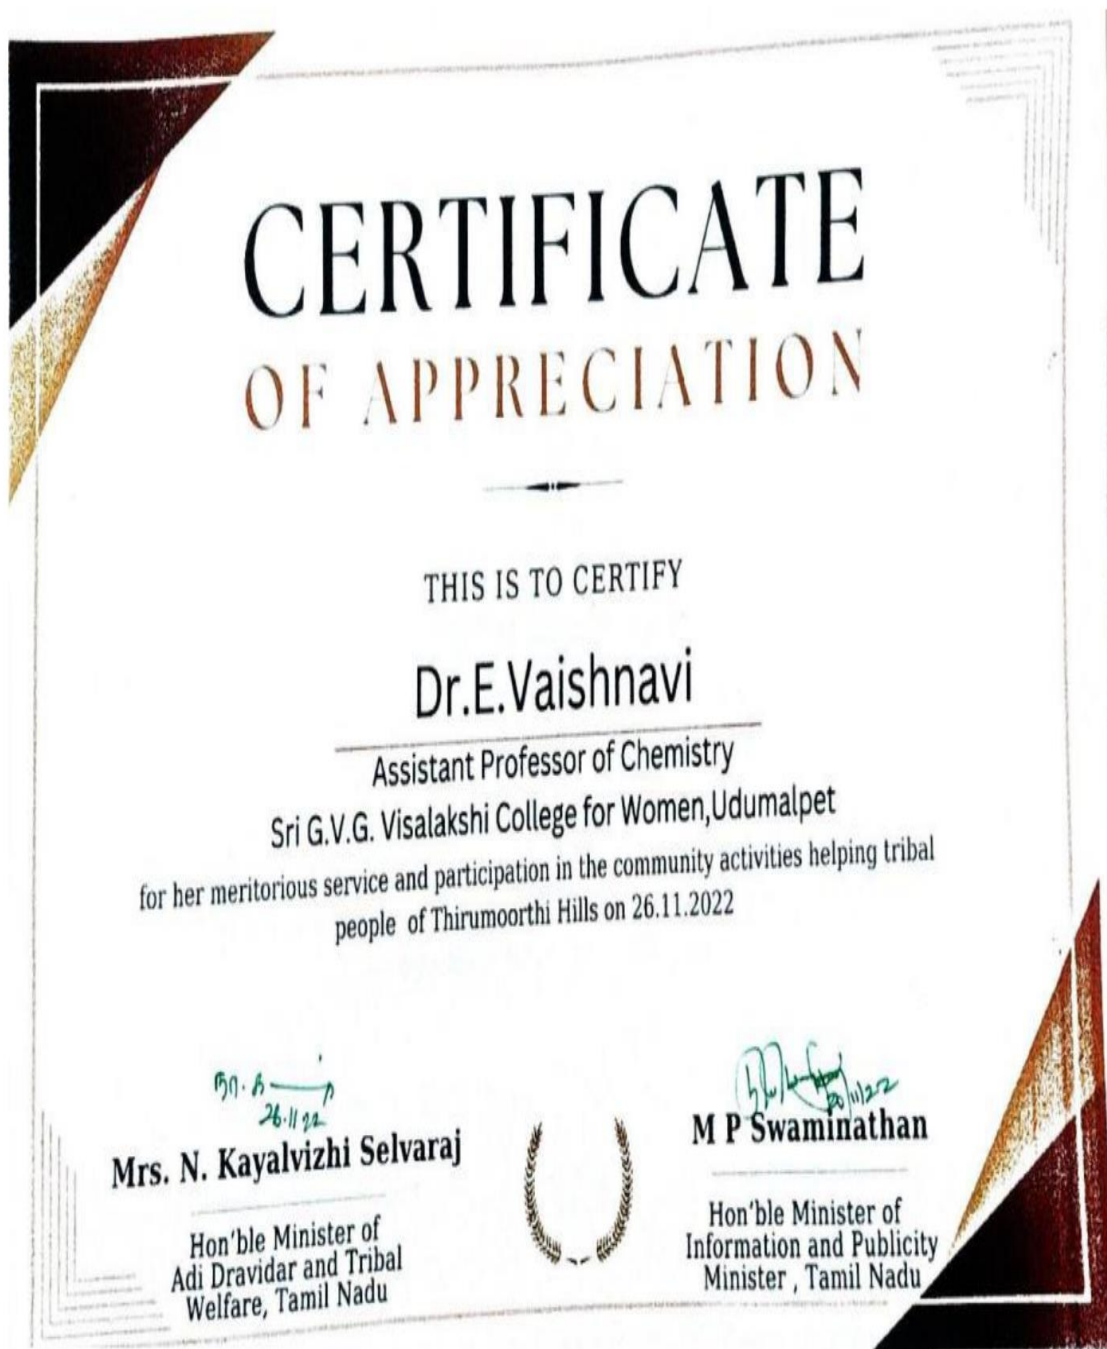 CERTIFICATE
OF APPRECIATION
THIS IS TO CERTIFY
Dr.E.Vaishnavi
Assistant Professor of Chemistry
Sri G.V.G. Visalakshi College for Women,Udumalpet
for her meritorious service and participation in the community activities helping tribal
people of Thirumoorthi Hills on 26.11.2022
26.11.22
Mrs. N. Kayalvizhi Selvaraj
Hon'ble Minister of
Adi Dravidar and Tribal
Welfare, Tamil Nadu
M P Swaminathan
Hon'ble Minister of
Information and Publicity
Minister , Tamil Nadu